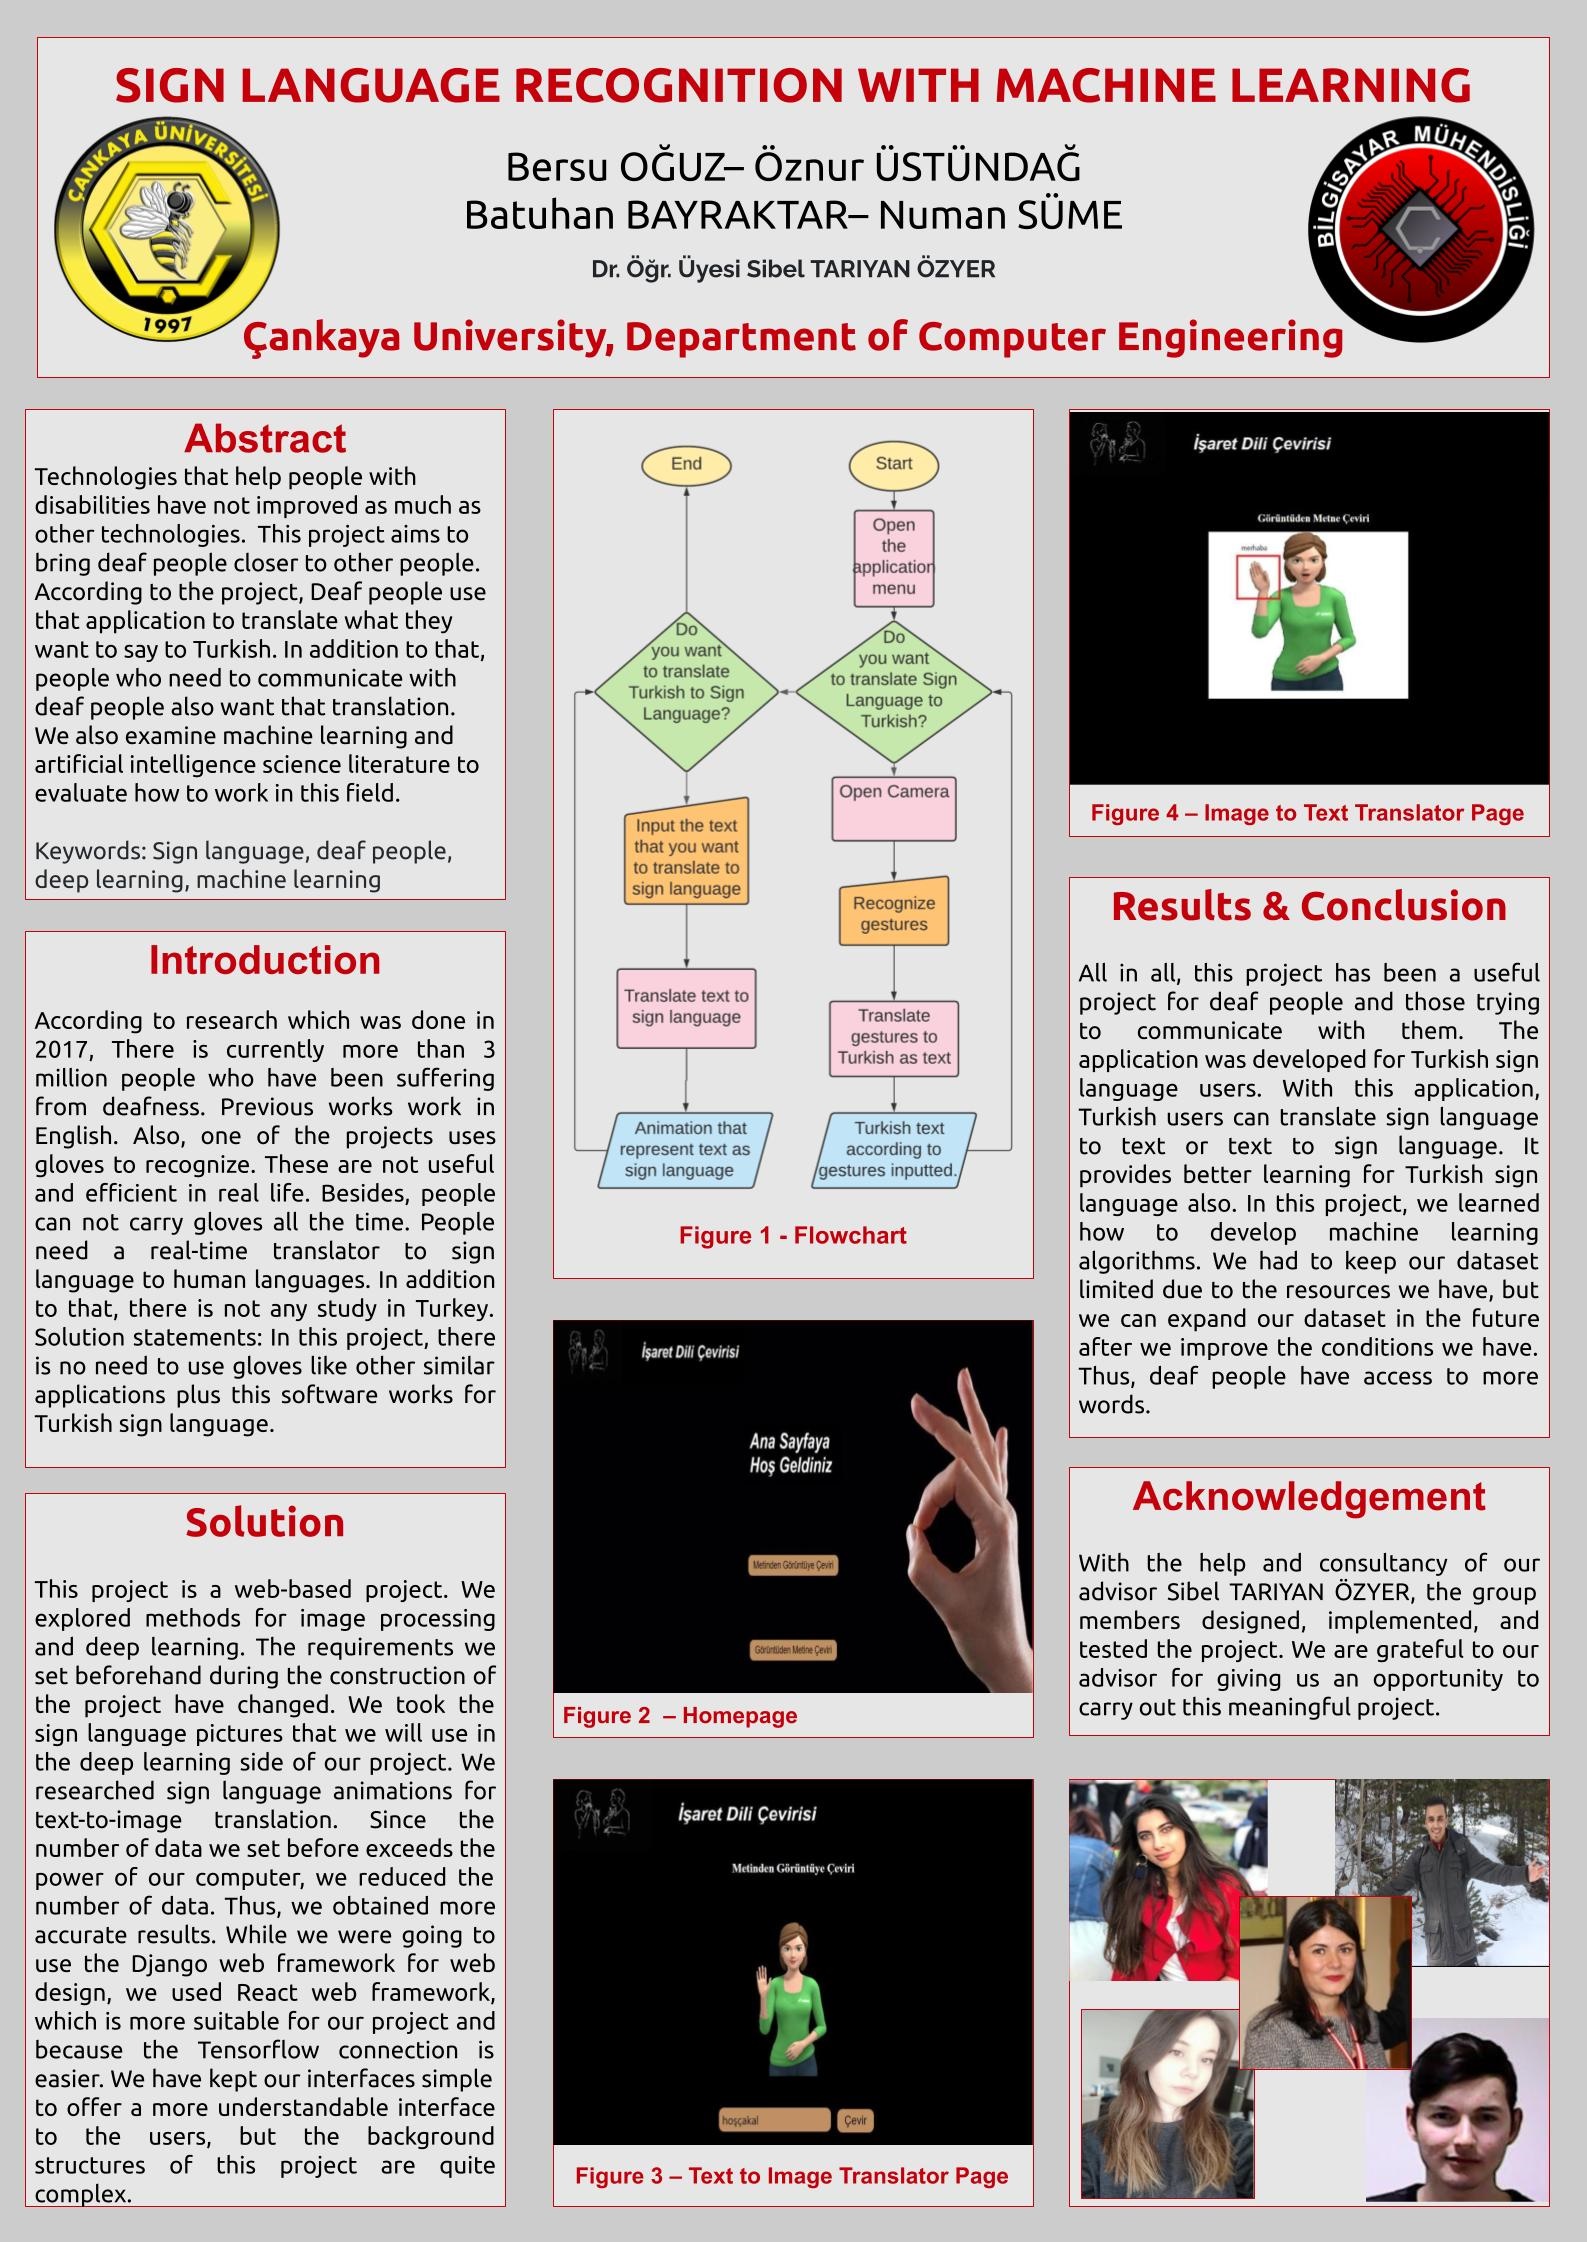 SIGN LANGUAGE RECOGNITION WITH MACHINE LEARNING
ÇANKAYA ÜNİVERSİTESİ
1997
Bersu OĞUZ– Öznur ÜSTÜNDAĞ
Batuhan BAYRAKTAR– Numan SÜME
Dr. Öğr. Üyesi Sibel TARIYAN ÖZYER
BİLGİSAYAR MÜHENDİSLİĞİ
Çankaya University, Department of Computer Engineering
Abstract
Technologies that help people with
disabilities have not improved as much as
other technologies. This project aims to
bring deaf people closer to other people.
According to the project, Deaf people use
that application to translate what they
want to say to Turkish. In addition to that,
people who need to communicate with
deaf people also want that translation.
We also examine machine learning and
artificial intelligence science literature to
evaluate how to work in this field.
Keywords: Sign language, deaf people,
deep learning, machine learning
Introduction
According to research which was done in
2017, There is currently more than 3
million people who have been suffering
from deafness. Previous works work in
English. Also, one of the projects uses
gloves to recognize. These are not useful
and efficient in real life. Besides, people
can not carry gloves all the time. People
need a real-time translator to sign
language to human languages. In addition
to that, there is not any study in Turkey.
Solution statements: In this project, there
is no need to use gloves like other similar
applications plus this software works for
Turkish sign language.
Solution
This project is a web-based project. We
explored methods for image processing
and deep learning. The requirements we
set beforehand during the construction of
the project have changed. We took the
sign language pictures that we will use in
the deep learning side of our project. We
researched sign language animations for
text-to-image translation. Since the
number of data we set before exceeds the
power of our computer, we reduced the
number of data. Thus, we obtained more
accurate results. While we were going to
use the Django web framework for web
design, we used React web framework,
which is more suitable for our project and
because the Tensorflow connection is
easier. We have kept our interfaces simple
to offer a more understandable interface
to the users, but the background
structures of this project are quite
complex.
End
Do
you want
to translate
Turkish to Sign
Language?
Input the text
that you want
to translate to
sign language
Translate text to
sign language
Animation that
represent text as
sign language
Start
Open
the
application
menu
Do
you want
to translate Sign
Language to
Turkish?
Open Camera
Recognize
gestures
Translate
gestures to
Turkish as text
Turkish text
according to
gestures inputted.
Figure 1 - Flowchart
İşaret Dili Çevirisi
Ana Sayfaya
Hoş Geldiniz
Metinden Görüntüye Çeviri
Görüntüden Metine Çeviri
Figure 2 – Homepage
İşaret Dili Çevirisi
Metinden Görüntüye Çeviri
hoşçakal
Çevir
Figure 3 – Text to Image Translator Page
İşaret Dili Çevirisi
Görüntüden Metne Çeviri
merhaba
Figure 4 – Image to Text Translator Page
Results & Conclusion
All in all, this project has been a useful
project for deaf people and those trying
to communicate with them. The
application was developed for Turkish sign
language users. With this application,
Turkish users can translate sign language
to text or text to sign language. It
provides better learning for Turkish sign
language also. In this project, we learned
how to develop machine learning
algorithms. We had to keep our dataset
limited due to the resources we have, but
we can expand our dataset in the future
after we improve the conditions we have.
Thus, deaf people have access to more
words.
Acknowledgement
With the help and consultancy of our
advisor Sibel TARIYAN ÖZYER, the group
members designed, implemented, and
tested the project. We are grateful to our
advisor for giving us an opportunity to
carry out this meaningful project.